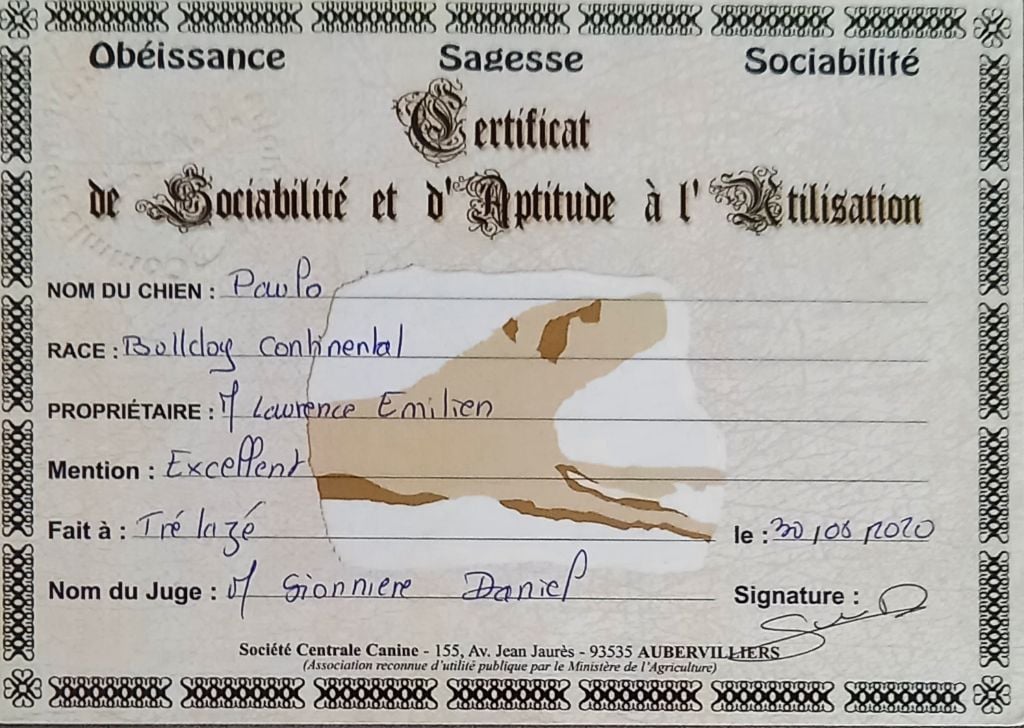 Obéissance Sagesse Sociabilité
Certificat
de Sociabilité et d'Aptitude à l'Utilisation
NOM DU CHIEN : Paulo
RACE : Bulldog Continental
PROPRIÉTAIRE : M Lawrence Emilien
Mention : Excellent
Fait à : Trélazé le : 30/08/2020
Nom du Juge : M Gionniere Daniel Signature :
Société Centrale Canine - 155, Av. Jean Jaurès - 93535 AUBERVILLIERS
(Association reconnue d'utilité publique par le Ministère de l'Agriculture)